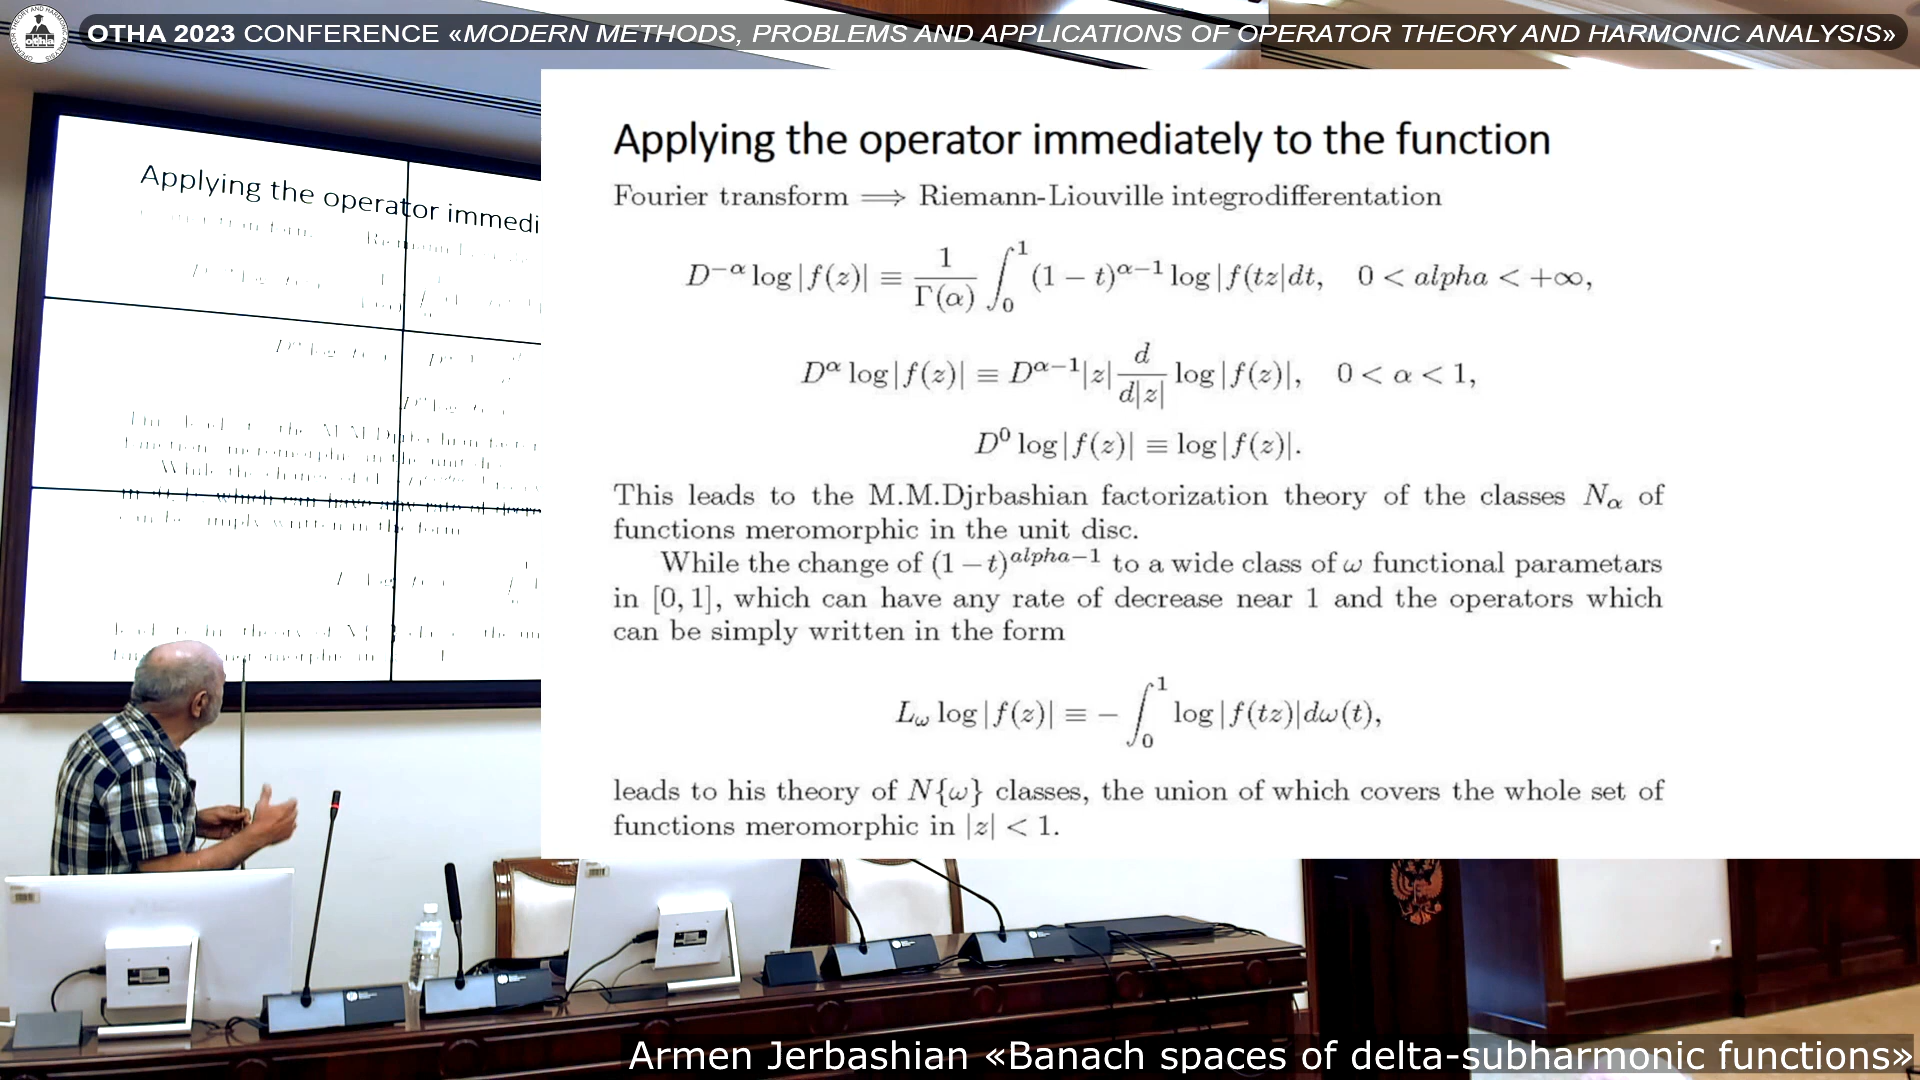 OTHA 2023 CONFERENCE «MODERN METHODS, PROBLEMS AND APPLICATIONS OF OPERATOR THEORY AND HARMONIC ANALYSIS»
Applying the operator immediately to the function
Fourier transform ⟹ Riemann-Liouville integrodifferentation
D^{−α} log |f(z)| ≡ \frac{1}{Γ(α)} ∫_0^1 (1 − t)^{α−1} log |f(tz|dt, 0 < alpha < +∞,
D^α log |f(z)| ≡ D^{α−1}|z| \frac{d}{d|z|} log |f(z)|, 0 < α < 1,
D^0 log |f(z)| ≡ log |f(z)|.
This leads to the M.M.Djrbashian factorization theory of the classes N_α of
functions meromorphic in the unit disc.
While the change of (1 − t)^{alpha−1} to a wide class of ω functional parametars
in [0, 1], which can have any rate of decrease near 1 and the operators which
can be simply written in the form
L_ω log |f(z)| ≡ − ∫_0^1 log |f(tz)|dω(t),
leads to his theory of N{ω} classes, the union of which covers the whole set of
functions meromorphic in |z| < 1.
Applying the operator immedi
Armen Jerbashian «Banach spaces of delta-subharmonic functions»